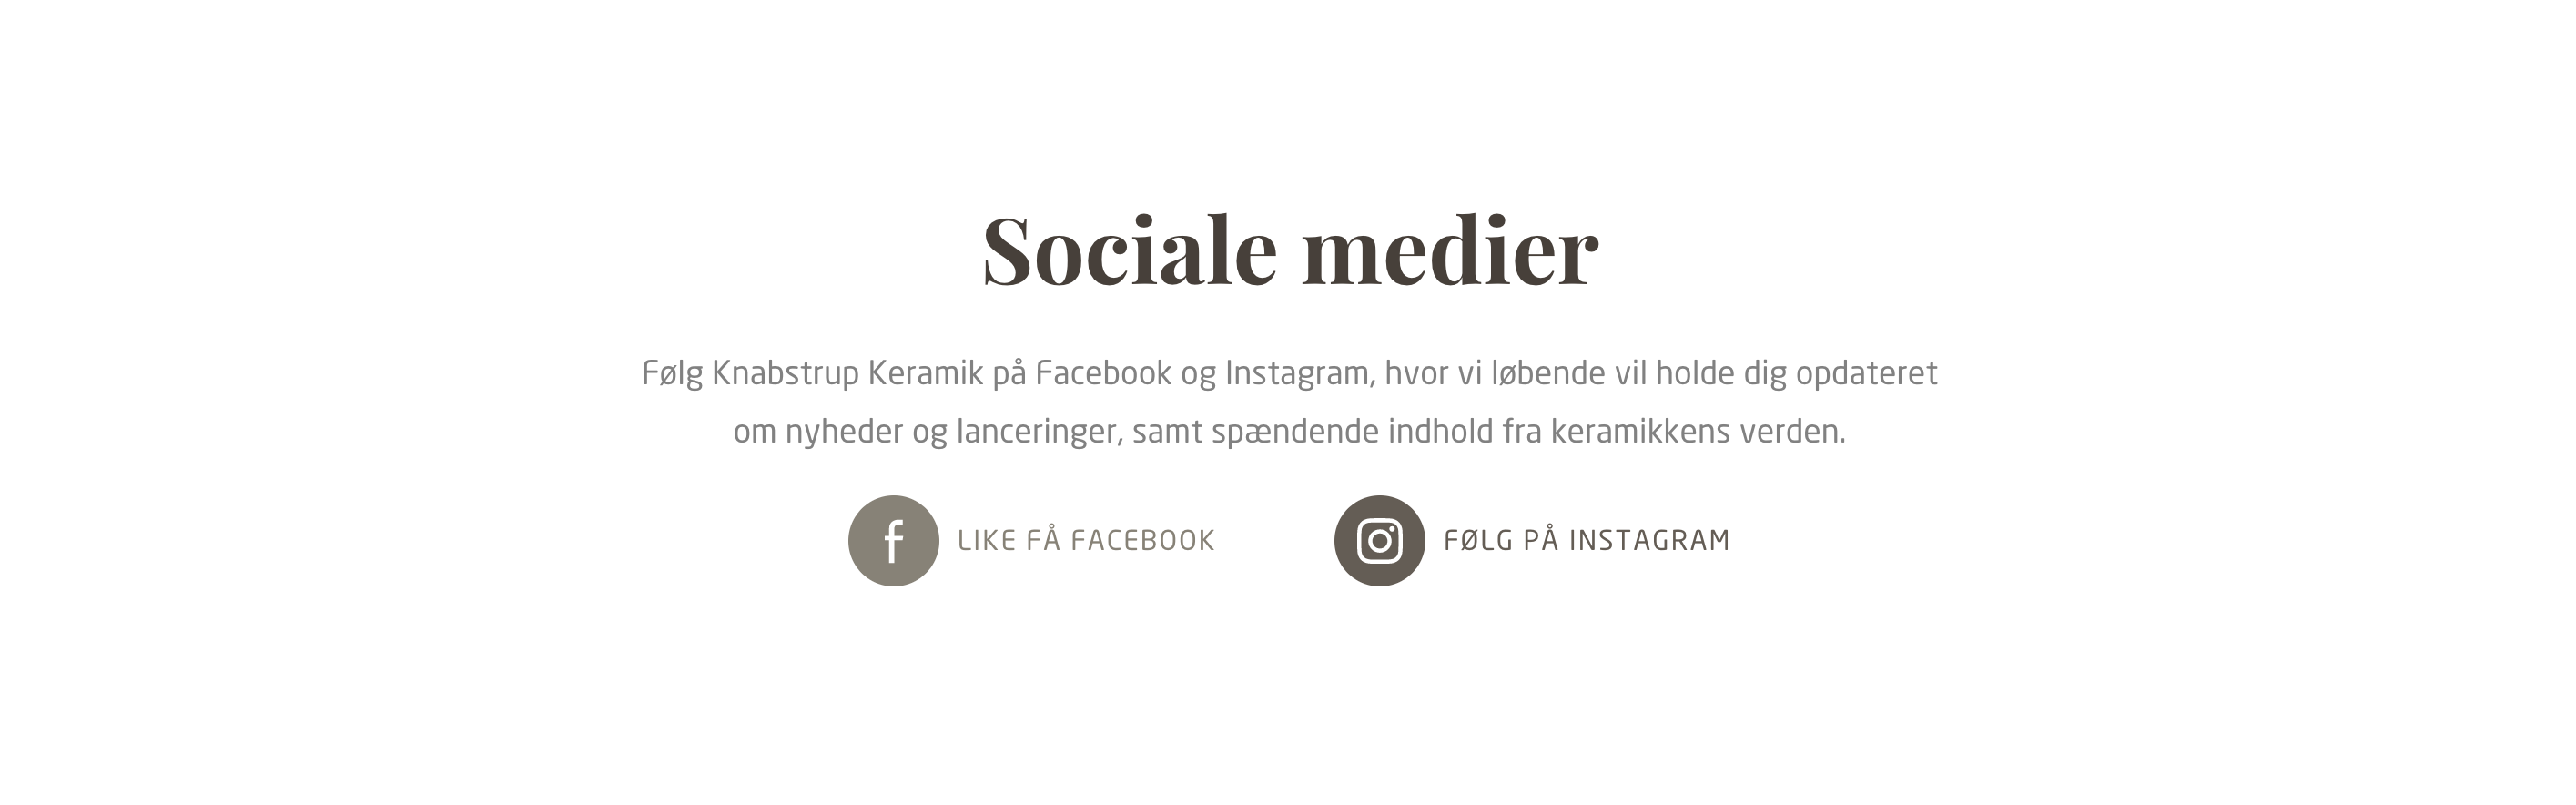 Sociale medier
Følg Knabstrup Keramik på Facebook og Instagram, hvor vi løbende vil holde dig opdateret
om nyheder og lanceringer, samt spændende indhold fra keramikkens verden.
LIKE FÅ FACEBOOK
FØLG PÅ INSTAGRAM